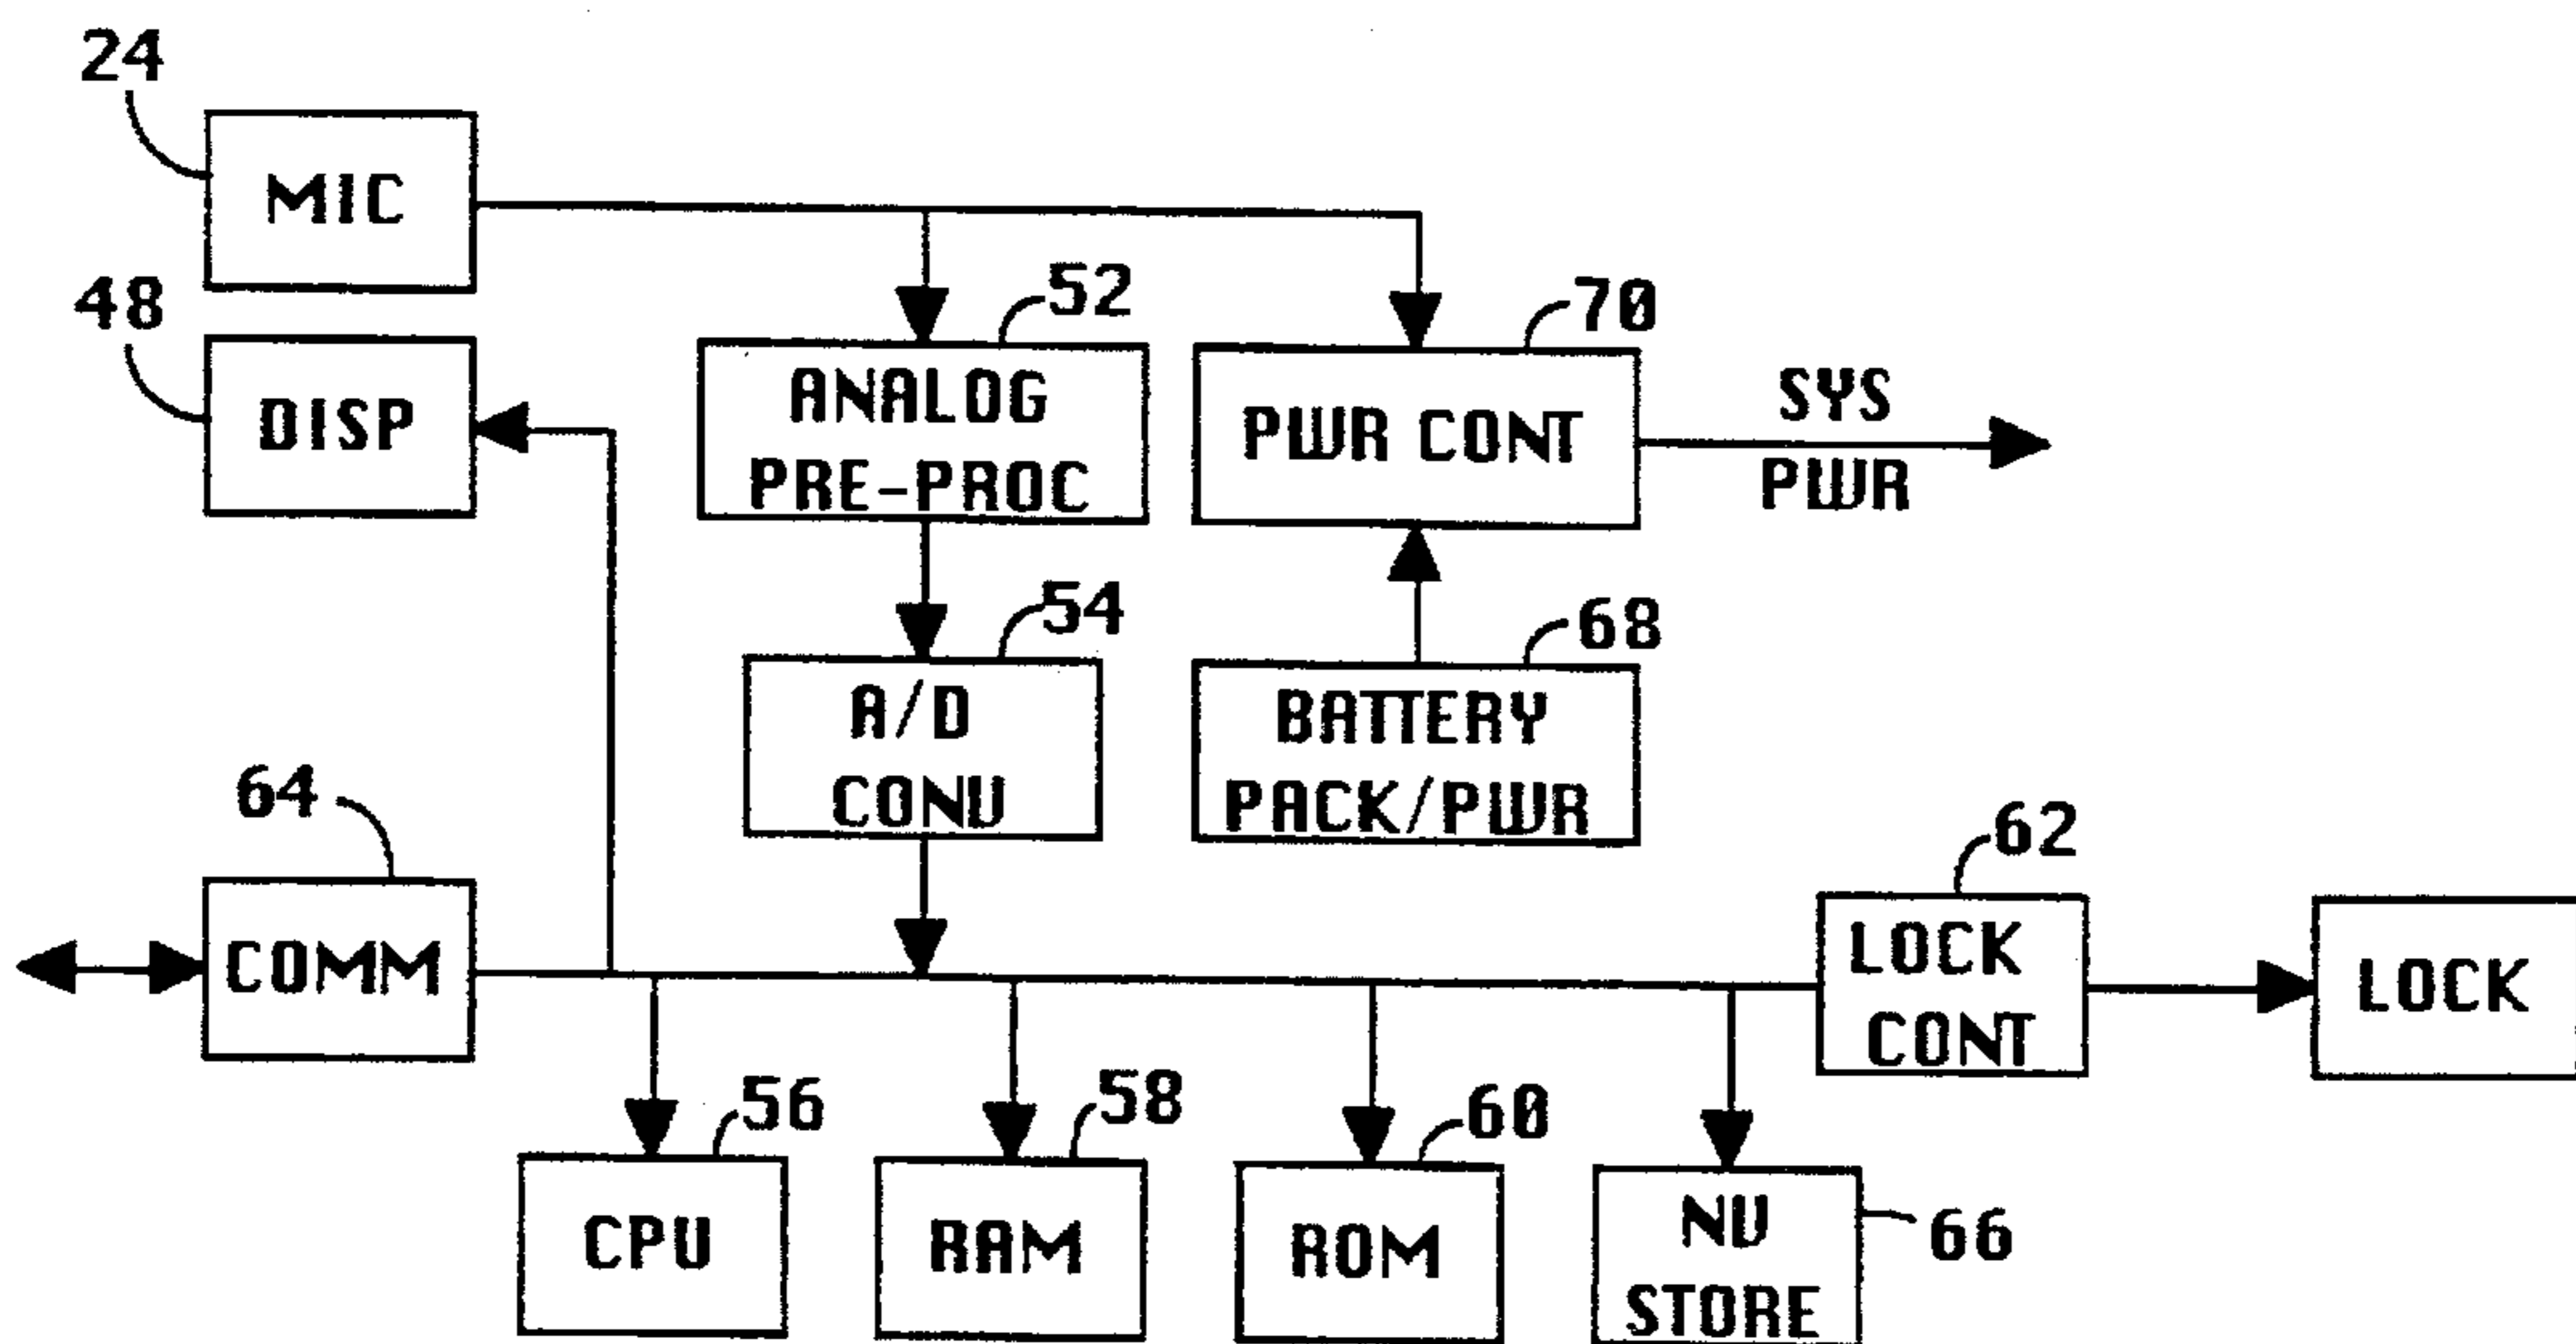 24
MIC
48
DISP
52
ANALOG
PRE-PROC
70
PWR CONT
SYS
PWR
54
A/D
CONV
68
BATTERY
PACK/PWR
64
COMM
62
LOCK
CONT
LOCK
56
CPU
58
RAM
60
ROM
66
NV
STORE